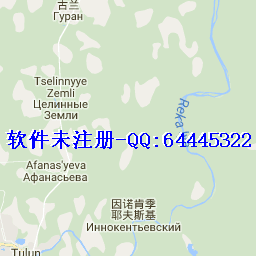 古兰
Гуран
Tselinnyye
Zemli
Целинные
Земли
Reka
软件未注册-QQ:64445322
Afanas'yeva
Афанасьева
因诺肯季
耶夫斯基
Иннокентьевский
Tulun